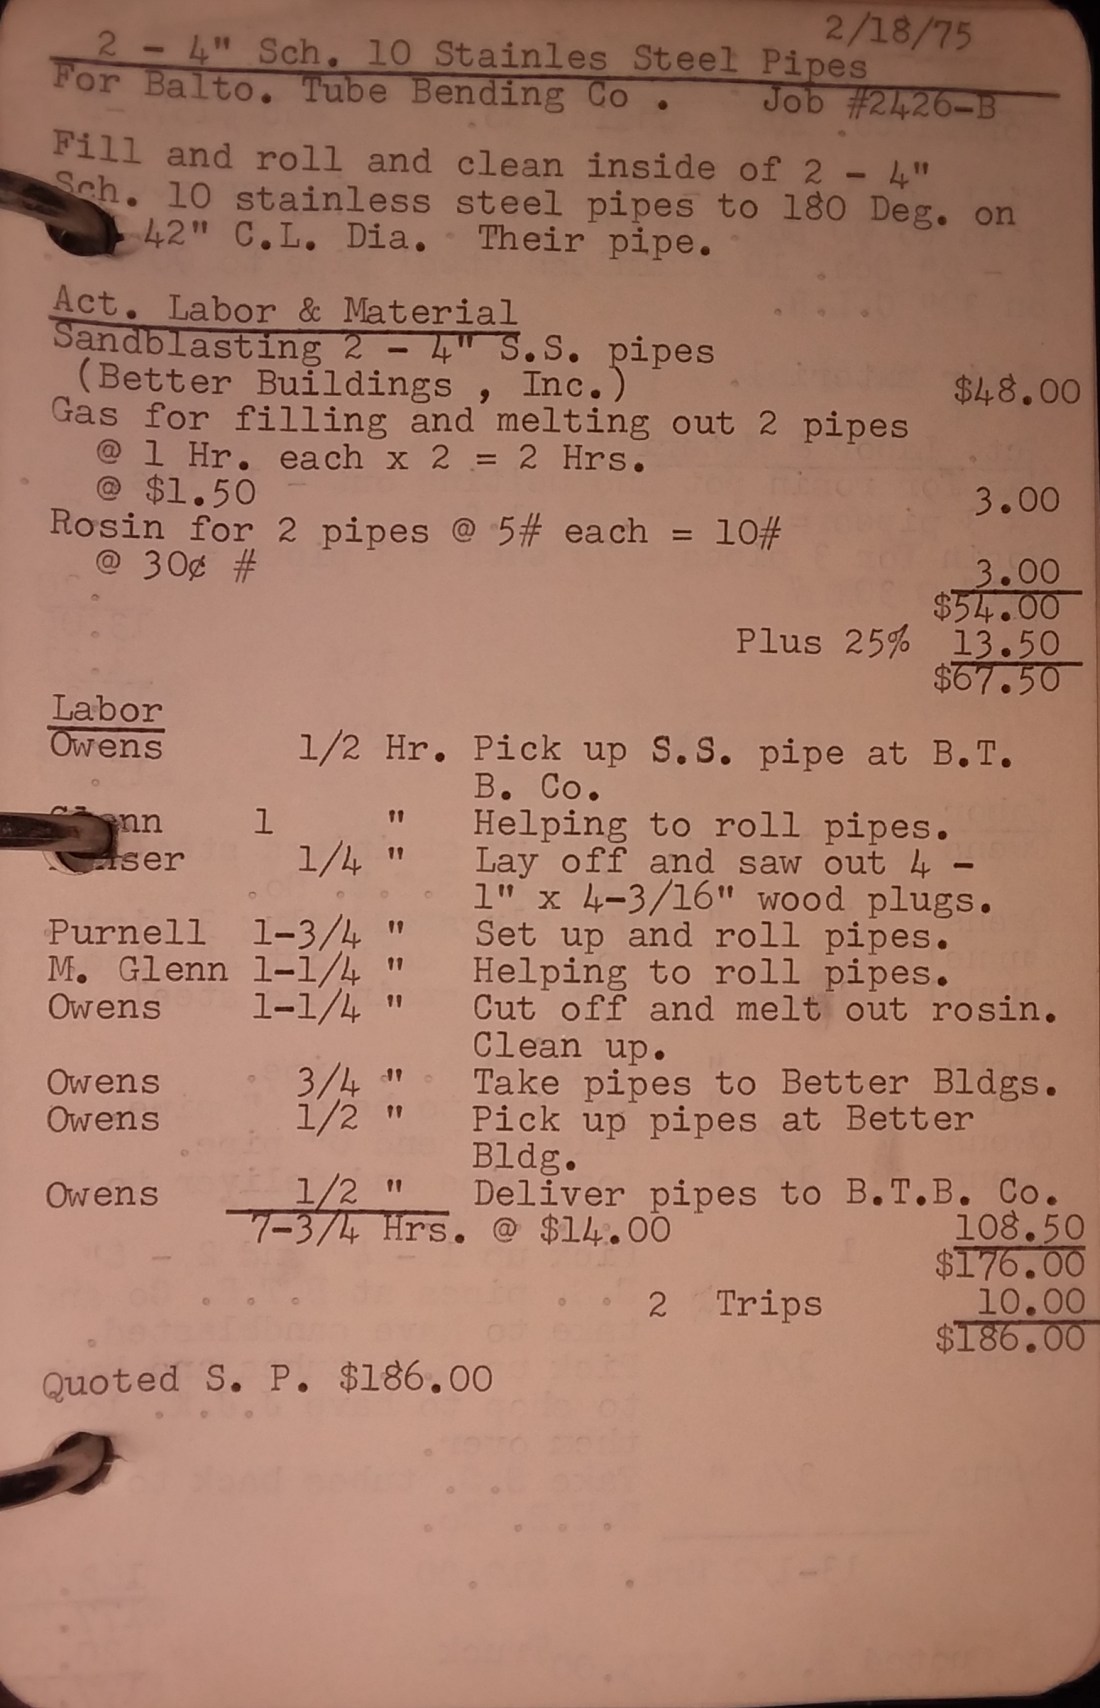 2/18/75
2 - 4" Sch. 10 Stainles Steel Pipes
For Balto. Tube Bending Co . Job #2426-B
Fill and roll and clean inside of 2 - 4"
Sch. 10 stainless steel pipes to 180 Deg. on
42" C.L. Dia. Their pipe.
Act. Labor & Material
Sandblasting 2 - 4" S.S. pipes
(Better Buildings , Inc.) $48.00
Gas for filling and melting out 2 pipes
@ 1 Hr. each x 2 = 2 Hrs.
@ $1.50 3.00
Rosin for 2 pipes @ 5# each = 10#
@ 30¢ # 3.00
$54.00
Plus 25% 13.50
$67.50
Labor
Owens 1/2 Hr. Pick up S.S. pipe at B.T.
B. Co.
Glenn 1 " Helping to roll pipes.
1/4 " Lay off and saw out 4 -
1" x 4-3/16" wood plugs.
Purnell 1-3/4 " Set up and roll pipes.
M. Glenn 1-1/4 " Helping to roll pipes.
Owens 1-1/4 " Cut off and melt out rosin.
Clean up.
Owens 3/4 " Take pipes to Better Bldgs.
Owens 1/2 " Pick up pipes at Better
Bldg.
Owens 1/2 " Deliver pipes to B.T.B. Co.
7-3/4 Hrs. @ $14.00 108.50
$176.00
2 Trips 10.00
$186.00
Quoted S. P. $186.00